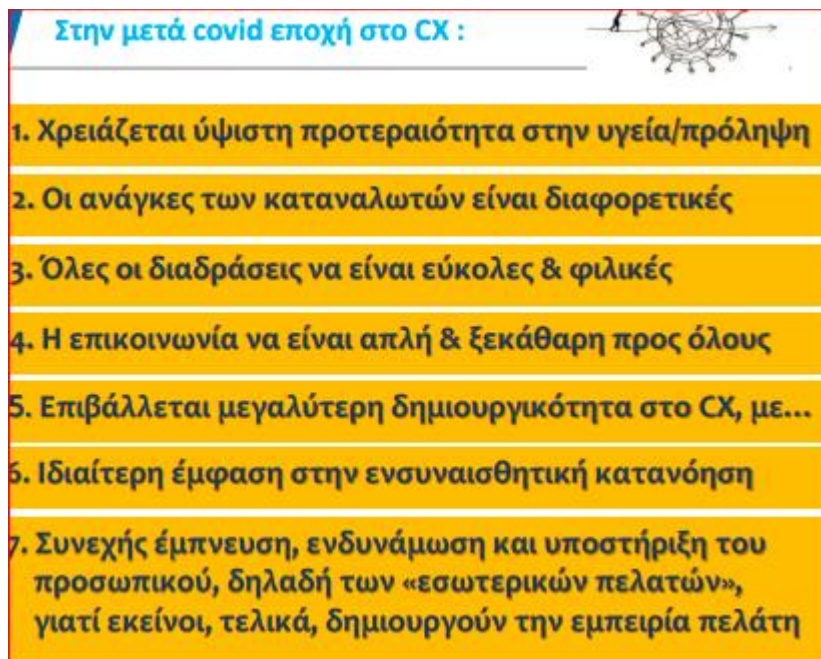 Στην μετά covid εποχή στο CX :
1. Χρειάζεται ύψιστη προτεραιότητα στην υγεία/πρόληψη
2. Οι ανάγκες των καταναλωτών είναι διαφορετικές
3. Όλες οι διαδράσεις να είναι εύκολες & φιλικές
4. Η επικοινωνία να είναι απλή & ξεκάθαρη προς όλους
5. Επιβάλλεται μεγαλύτερη δημιουργικότητα στο CX, με...
6. Ιδιαίτερη έμφαση στην ενσυναισθητική κατανόηση
7. Συνεχής έμπνευση, ενδυνάμωση και υποστήριξη του
προσωπικού, δηλαδή των «εσωτερικών πελατών»,
γιατί εκείνοι, τελικά, δημιουργούν την εμπειρία πελάτη